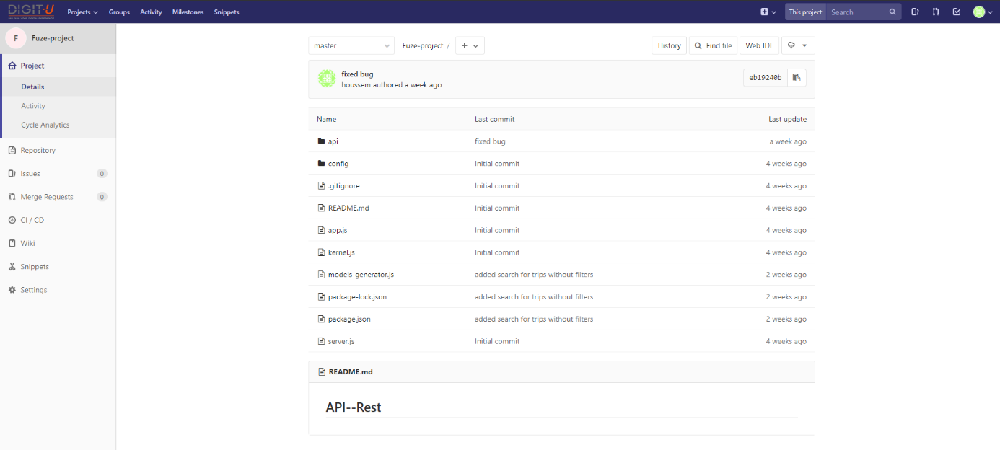 DIGIT-U
Projects Groups Activity Milestones Snippets
This project Search
F Fuze-project
Project
Details
Activity
Cycle Analytics
Repository
Issues 0
Merge Requests 0
CI / CD
Wiki
Snippets
Settings
master Fuze-project / +
History Find file Web IDE
fixed bug
houssem authored a week ago
eb19240b
Name Last commit Last update
api fixed bug a week ago
config Initial commit 4 weeks ago
.gitignore Initial commit 4 weeks ago
README.md Initial commit 4 weeks ago
app.js Initial commit 4 weeks ago
kernel.js Initial commit 4 weeks ago
models_generator.js added search for trips without filters 2 weeks ago
package-lock.json added search for trips without filters 2 weeks ago
package.json added search for trips without filters 2 weeks ago
server.js Initial commit 4 weeks ago
README.md
API--Rest